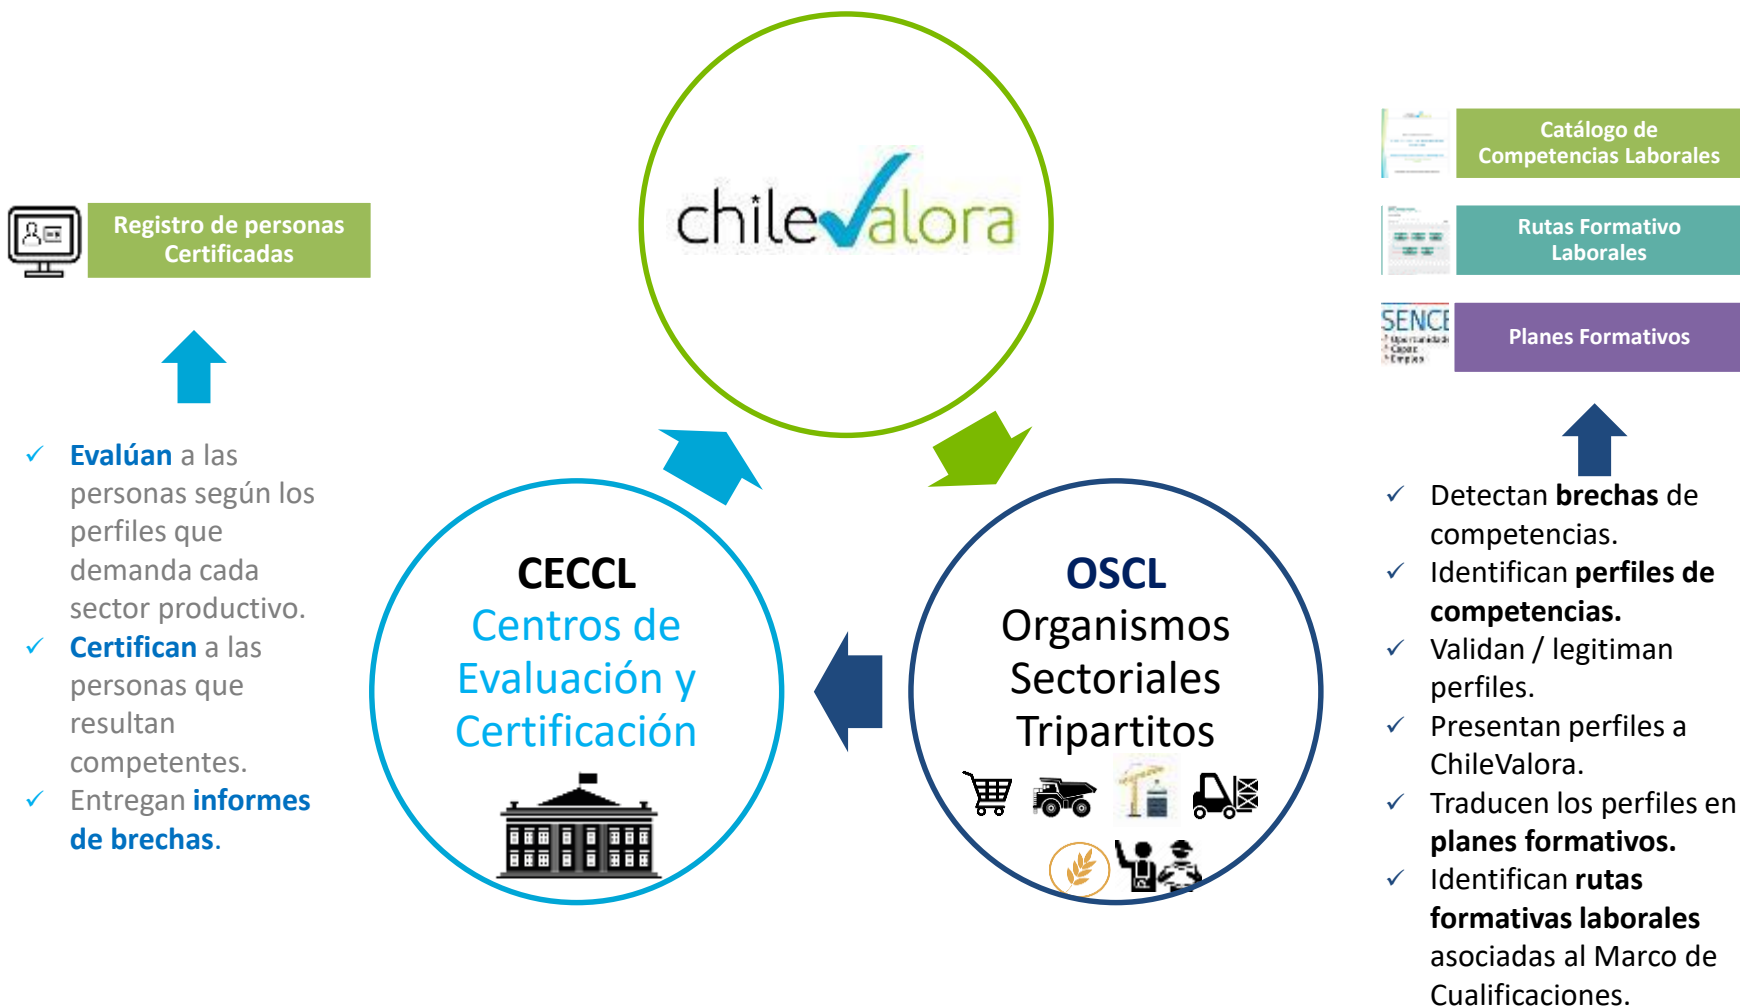 chilevalora
Registro de personas
Certificadas
Evalúan a las
personas según los
perfiles que
demanda cada
sector productivo.
Certifican a las
personas que
resultan
competentes.
Entregan informes
de brechas.
CECCL
Centros de
Evaluación y
Certificación
OSCL
Organismos
Sectoriales
Tripartitos
Catálogo de
Competencias Laborales
Rutas Formativo
Laborales
SENCE
Oportunidade
Capaz
Empleo
Planes Formativos
Detectan brechas de
competencias.
Identifican perfiles de
competencias.
Validan / legitiman
perfiles.
Presentan perfiles a
ChileValora.
Traducen los perfiles en
planes formativos.
Identifican rutas
formativas laborales
asociadas al Marco de
Cualificaciones.